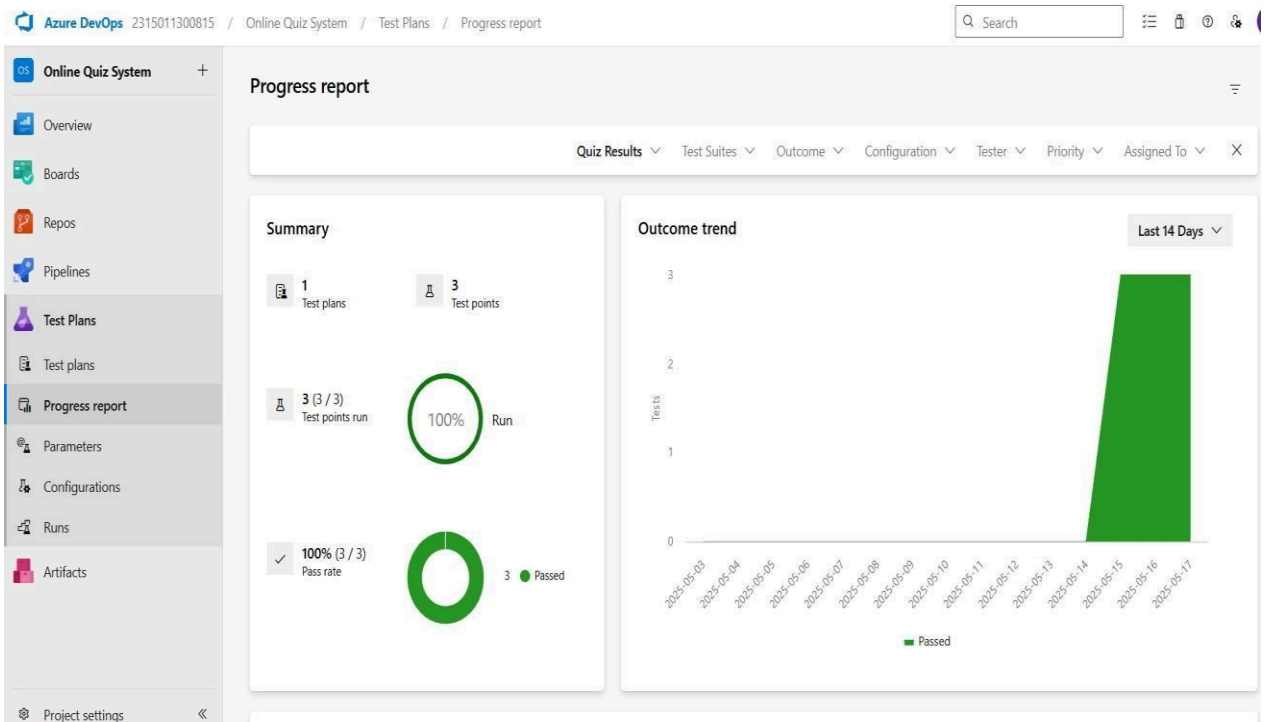 Azure DevOps 2315011300815 / Online Quiz System / Test Plans / Progress report
Search
OS Online Quiz System +
Overview
Boards
Repos
Pipelines
Test Plans
Test plans
Progress report
Parameters
Configurations
Runs
Artifacts
Project settings
Progress report
Quiz Results Test Suites Outcome Configuration Tester Priority Assigned To
Summary
1
Test plans
3
Test points
3 (3 / 3)
Test points run
100% Run
100% (3 / 3)
Pass rate
3 Passed
Outcome trend
Last 14 Days
3
2
1
0
Tests
2025-05-03
2025-05-04
2025-05-05
2025-05-06
2025-05-07
2025-05-08
2025-05-09
2025-05-10
2025-05-11
2025-05-12
2025-05-13
2025-05-14
2025-05-15
2025-05-16
2025-05-17
Passed